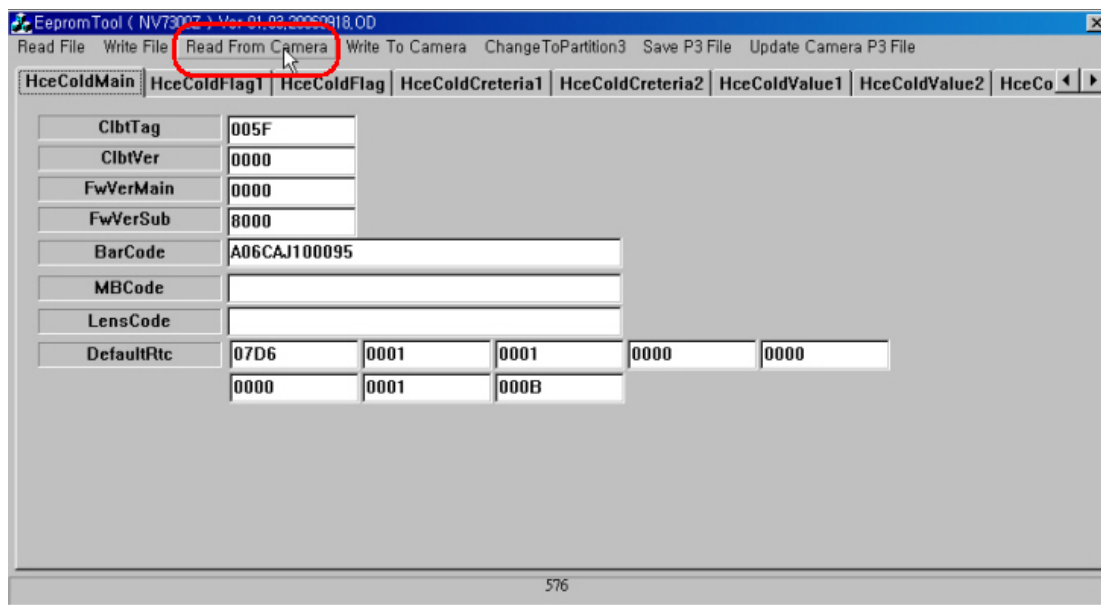 EepromTool ( NV7300Z ) Ver 01,03,20060918,OD
Read File Write File Read From Camera Write To Camera ChangeToPartition3 Save P3 File Update Camera P3 File
HceColdMain HceColdFlag1 HceColdFlag HceColdCreteria1 HceColdCreteria2 HceColdValue1 HceColdValue2 HceCo
ClbtTag 005F
ClbtVer 0000
FwVerMain 0000
FwVerSub 8000
BarCode A06CAJ100095
MBCode
LensCode
DefaultRtc 07D6 0001 0001 0000 0000
0000 0001 000B
576